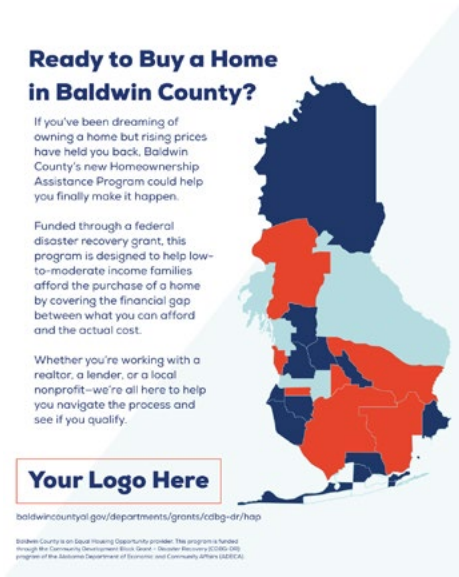 Ready to Buy a Home
in Baldwin County?
If you've been dreaming of
owning a home but rising prices
have held you back, Baldwin
County's new Homeownership
Assistance Program could help
you finally make it happen.
Funded through a federal
disaster recovery grant, this
program is designed to help low-
to-moderate income families
afford the purchase of a home
by covering the financial gap
between what you can afford
and the actual cost.
Whether you're working with a
realtor, a lender, or a local
nonprofit—we're all here to help
you navigate the process and
see if you qualify.
Your Logo Here
baldwincountyal.gov/departments/grants/cdbg-dr/hap
Baldwin County is an Equal Housing Opportunity provider. This program is funded
through the Community Development Block Grant – Disaster Recovery (CDBG-DR)
program of the Alabama Department of Economic and Community Affairs (ADECA).